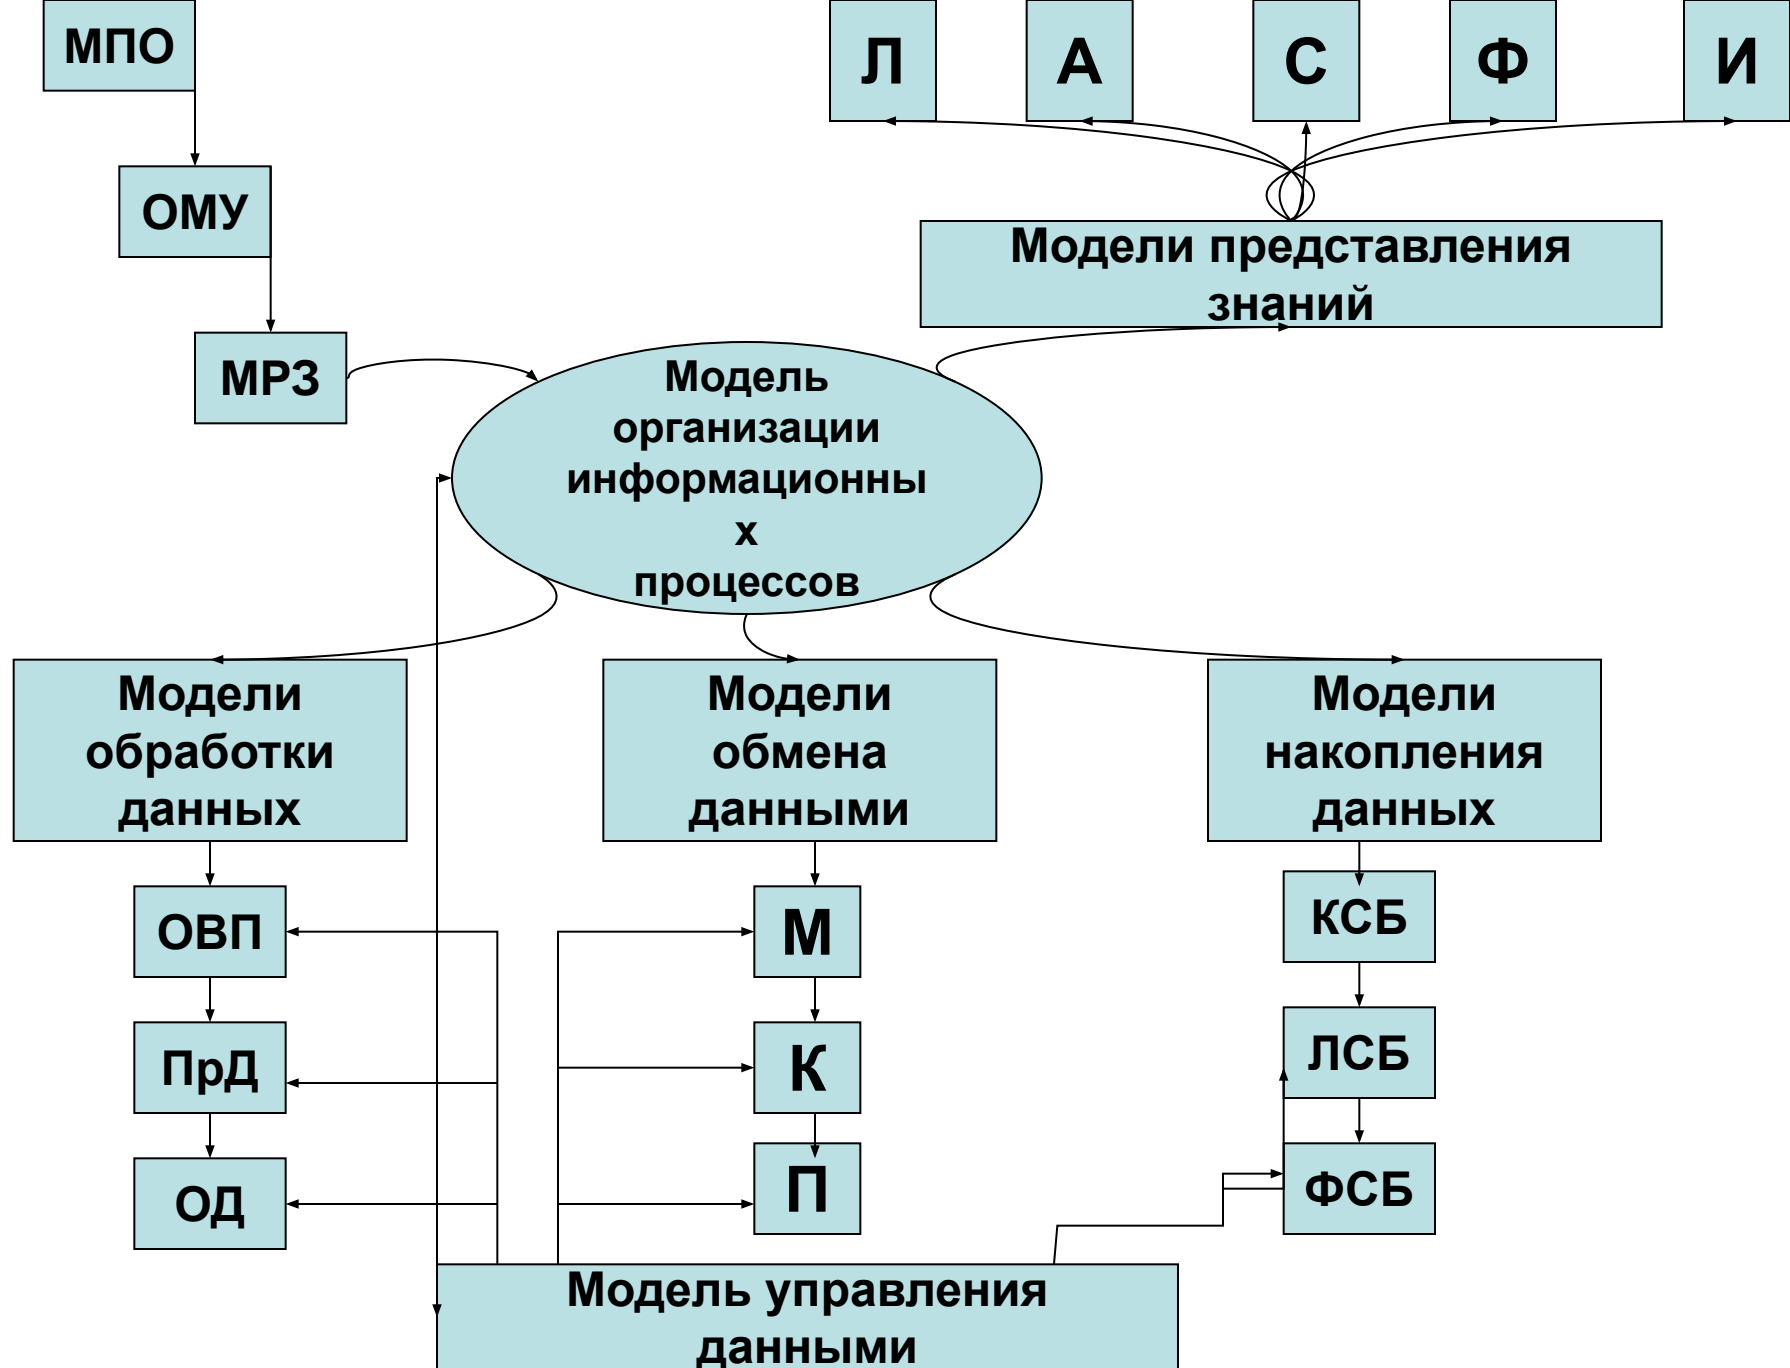 МПО
Л
А
С
Ф
И
ОМУ
Модели представления
знаний
МРЗ
Модель
организации
информационны
х
процессов
Модели
обработки
данных
Модели
обмена
данными
Модели
накопления
данных
ОВП
ПрД
ОД
М
К
П
КСБ
ЛСБ
ФСБ
Модель управления
данными